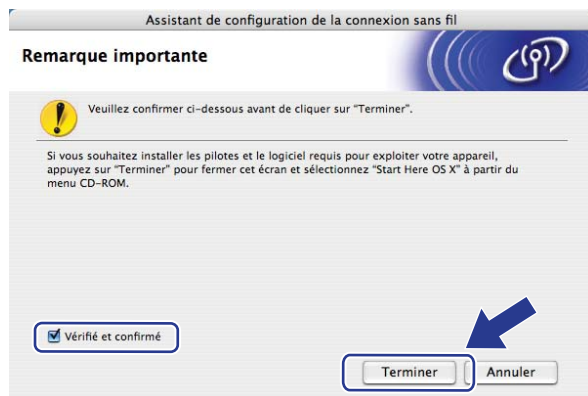 Assistant de configuration de la connexion sans fil
Remarque importante
Veuillez confirmer ci-dessous avant de cliquer sur “Terminer”.
Si vous souhaitez installer les pilotes et le logiciel requis pour exploiter votre appareil,
appuyez sur “Terminer” pour fermer cet écran et sélectionnez “Start Here OS X” à partir du
menu CD-ROM.
Vérifié et confirmé
Terminer
Annuler